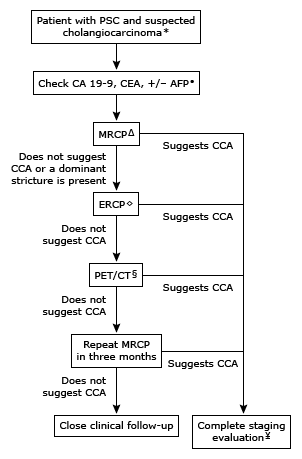 Patient with PSC and suspected
cholangiocarcinoma*
Check CA 19-9, CEA, +/– AFP•
MRCPΔ
Suggests CCA
Does not suggest
CCA or a dominant
stricture is present
ERCP◇
Suggests CCA
Does not
suggest CCA
PET/CT§
Suggests CCA
Does not
suggest CCA
Repeat MRCP
in three months
Suggests CCA
Does not
suggest CCA
Close clinical follow-up
Complete staging
evaluation¥